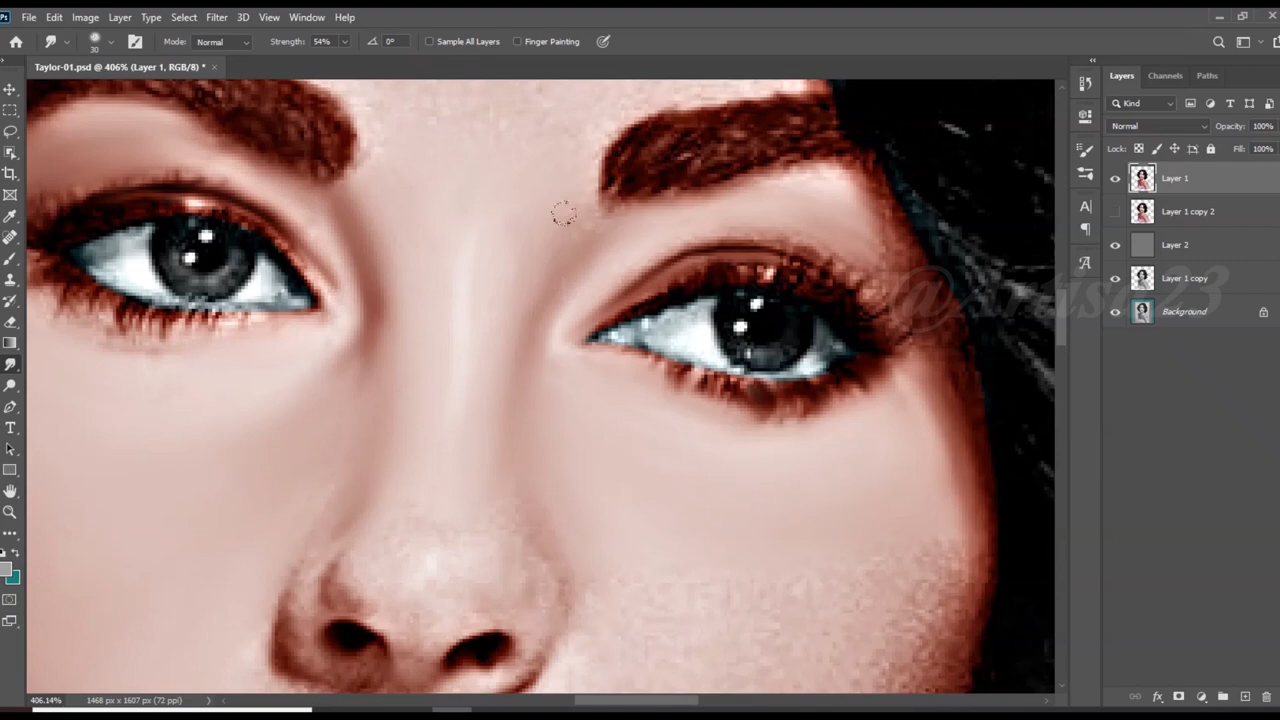 Ps File Edit Image Layer Type Select Filter 3D View Window Help
30 Mode: Normal Strength: 54% 0° Sample All Layers Finger Painting
Taylor-01.psd @ 406% (Layer 1, RGB/8) * ×
Layers Channels Paths
Kind
Normal Opacity: 100%
Lock: Fill: 100%
Layer 1
Layer 1 copy 2
Layer 2
Layer 1 copy
Background
406.14% 1468 px x 1607 px (72 ppi)